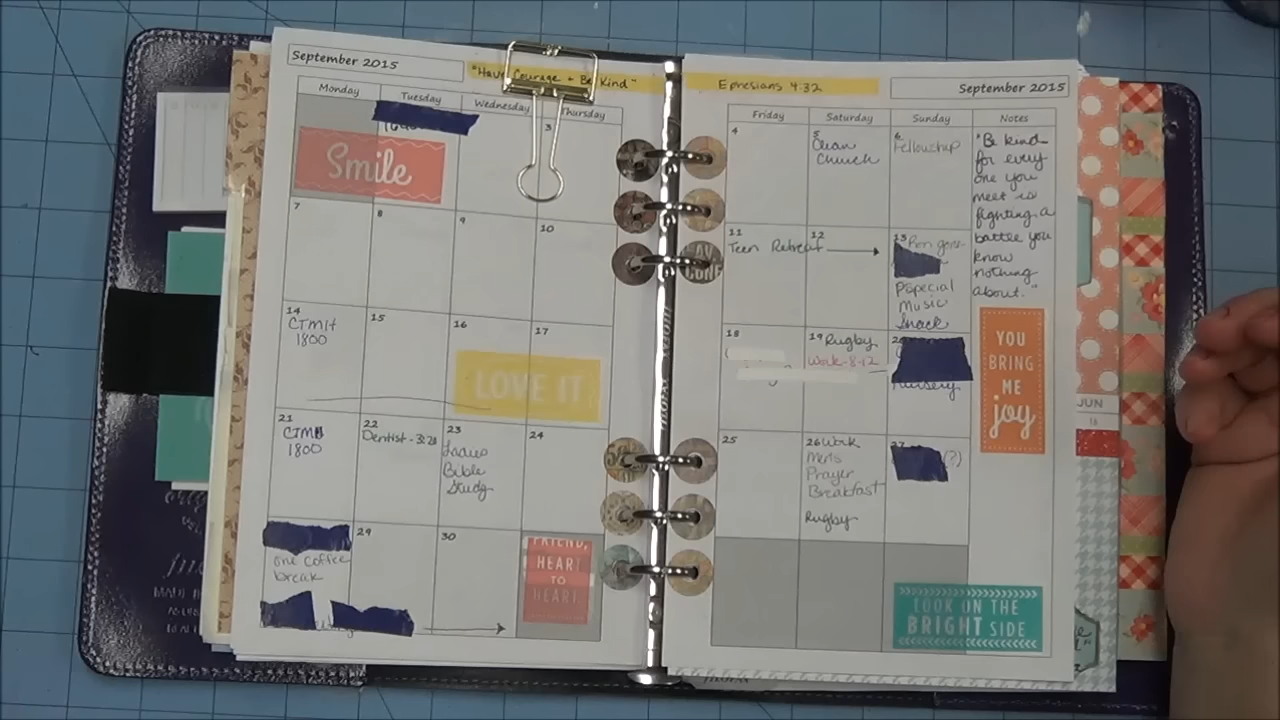 September 2015
"Have Courage + Be Kind"
Monday
Tuesday
Wednesday
Thursday
Smile
3
7
8
9
10
14
CTMH
1800
15
16
17
LOVE IT
21
CTMH
1800
22
Dentist - 3:20
23
Ladies
Bible
Study
24
one coffee
break
29
30
FRIEND,
HEART
TO
HEART.
Ephesians 4:32
September 2015
Friday
Saturday
Sunday
Notes
4
5
Clean
Church
6
Fellowship
"Be kind
for every
one you
meet is
fighting a
battle you
know
nothing
about."
11
Teen Retreat
12
13
Special
Music
Snack
18
19 Rugby
Work-8-12
Nursery
YOU
BRING
ME
joy
25
26 Work
Men's
Prayer
Breakfast
Rugby
27
(?)
LOOK ON THE
BRIGHT SIDE
JUN